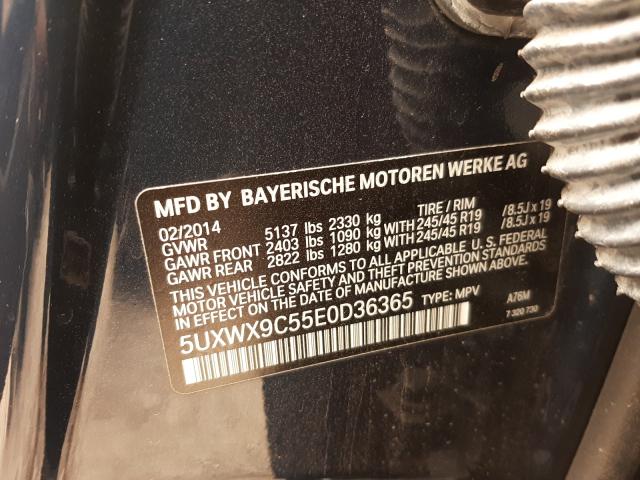 MFD BY BAYERISCHE MOTOREN WERKE AG
02/2014 TIRE / RIM
GVWR 5137 lbs 2330 kg
GAWR FRONT 2403 lbs 1090 kg WITH 245/45 R19 /8.5J x 19
GAWR REAR 2822 lbs 1280 kg WITH 245/45 R19 /8.5J x 19
THIS VEHICLE CONFORMS TO ALL APPLICABLE U. S. FEDERAL
MOTOR VEHICLE SAFETY AND THEFT PREVENTION STANDARDS
IN EFFECT ON THE DATE OF MANUFACTURE SHOWN ABOVE.
5UXWX9C55E0D36365 TYPE: MPV A76M
7 320 730